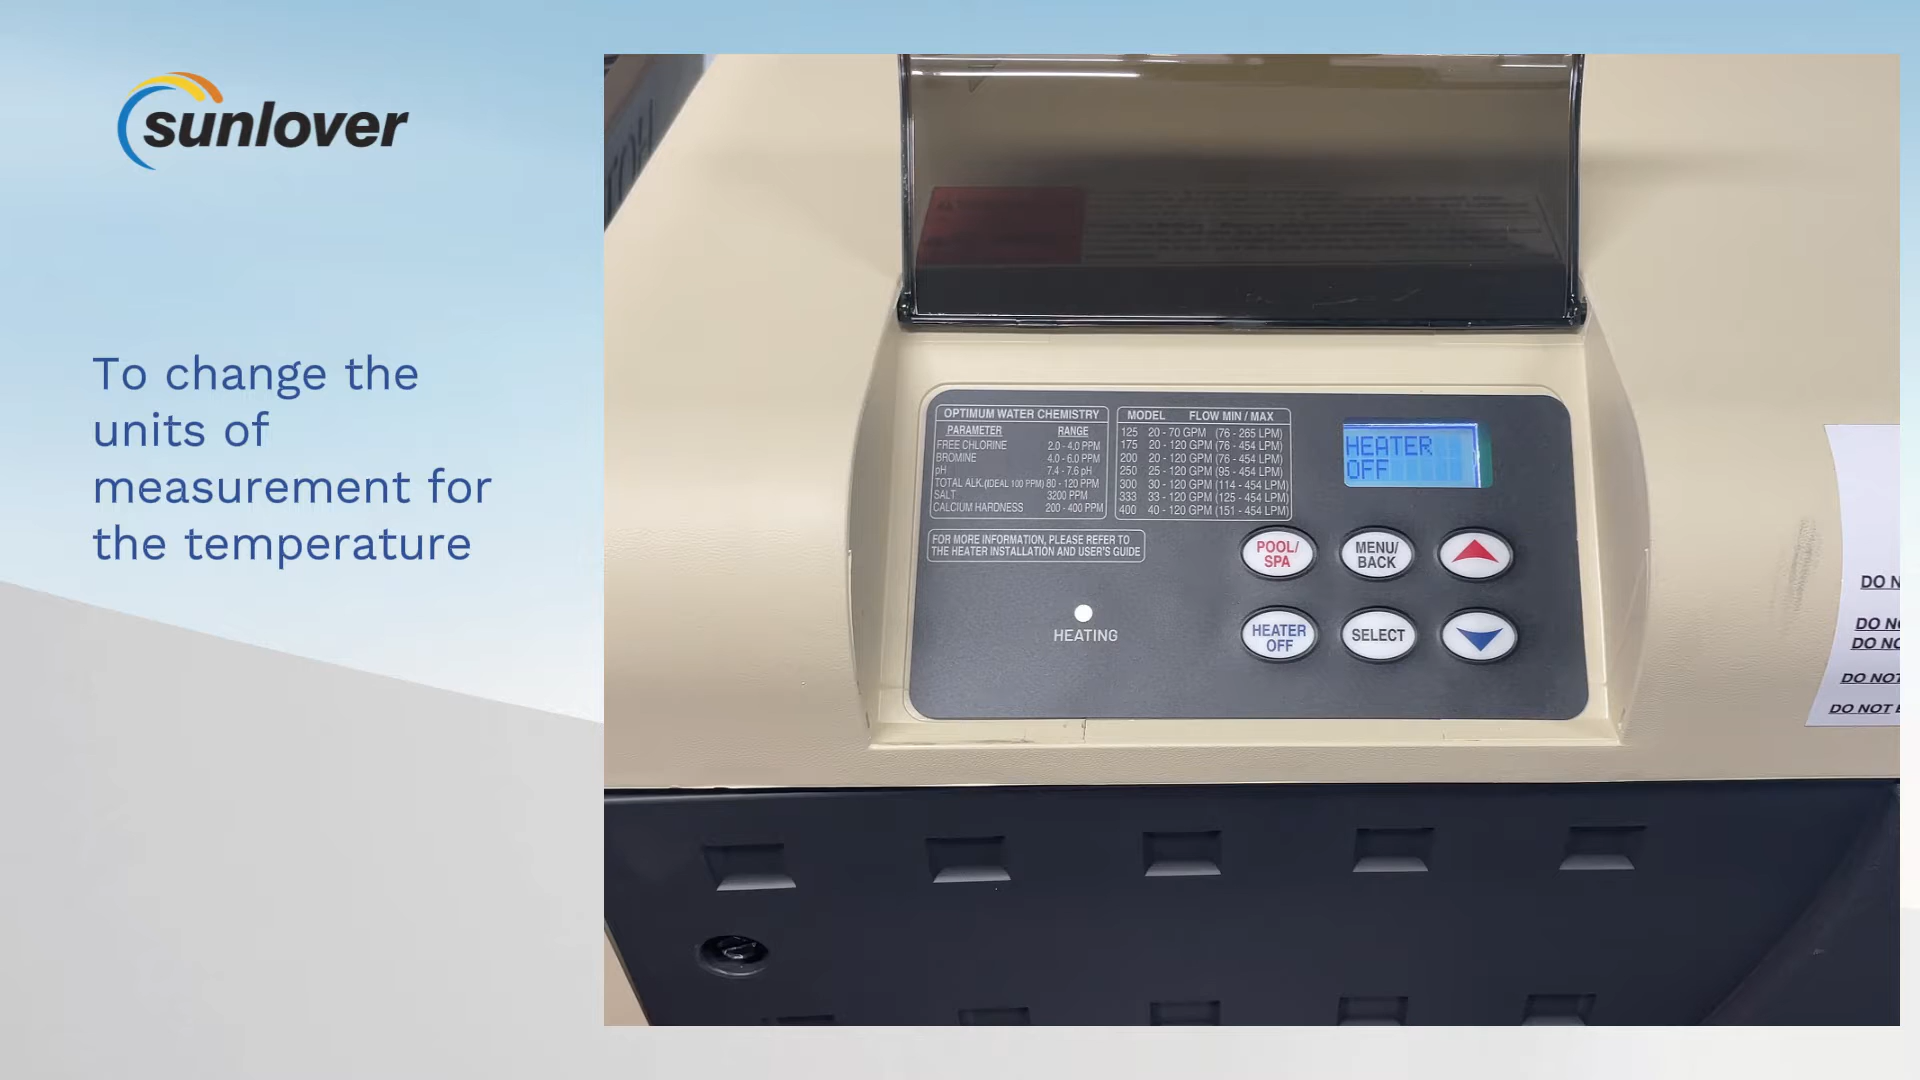 sunlover
To change the
units of
measurement for
the temperature
OPTIMUM WATER CHEMISTRY
PARAMETER RANGE
FREE CHLORINE 2.0 - 4.0 PPM
BROMINE 4.0 - 6.0 PPM
pH 7.4 - 7.6 pH
TOTAL ALK.(IDEAL 100 PPM) 80 - 120 PPM
SALT 3200 PPM
CALCIUM HARDNESS 200 - 400 PPM
MODEL FLOW MIN / MAX
125 20 - 70 GPM (76 - 265 LPM)
175 20 - 120 GPM (76 - 454 LPM)
200 20 - 120 GPM (76 - 454 LPM)
250 25 - 120 GPM (95 - 454 LPM)
300 30 - 120 GPM (114 - 454 LPM)
333 33 - 120 GPM (125 - 454 LPM)
400 40 - 120 GPM (151 - 454 LPM)
HEATER
OFF
FOR MORE INFORMATION, PLEASE REFER TO
THE HEATER INSTALLATION AND USER'S GUIDE
POOL/
SPA
MENU/
BACK
HEATING
HEATER
OFF
SELECT
DO
DO
DO
DO NOT
DO NOT